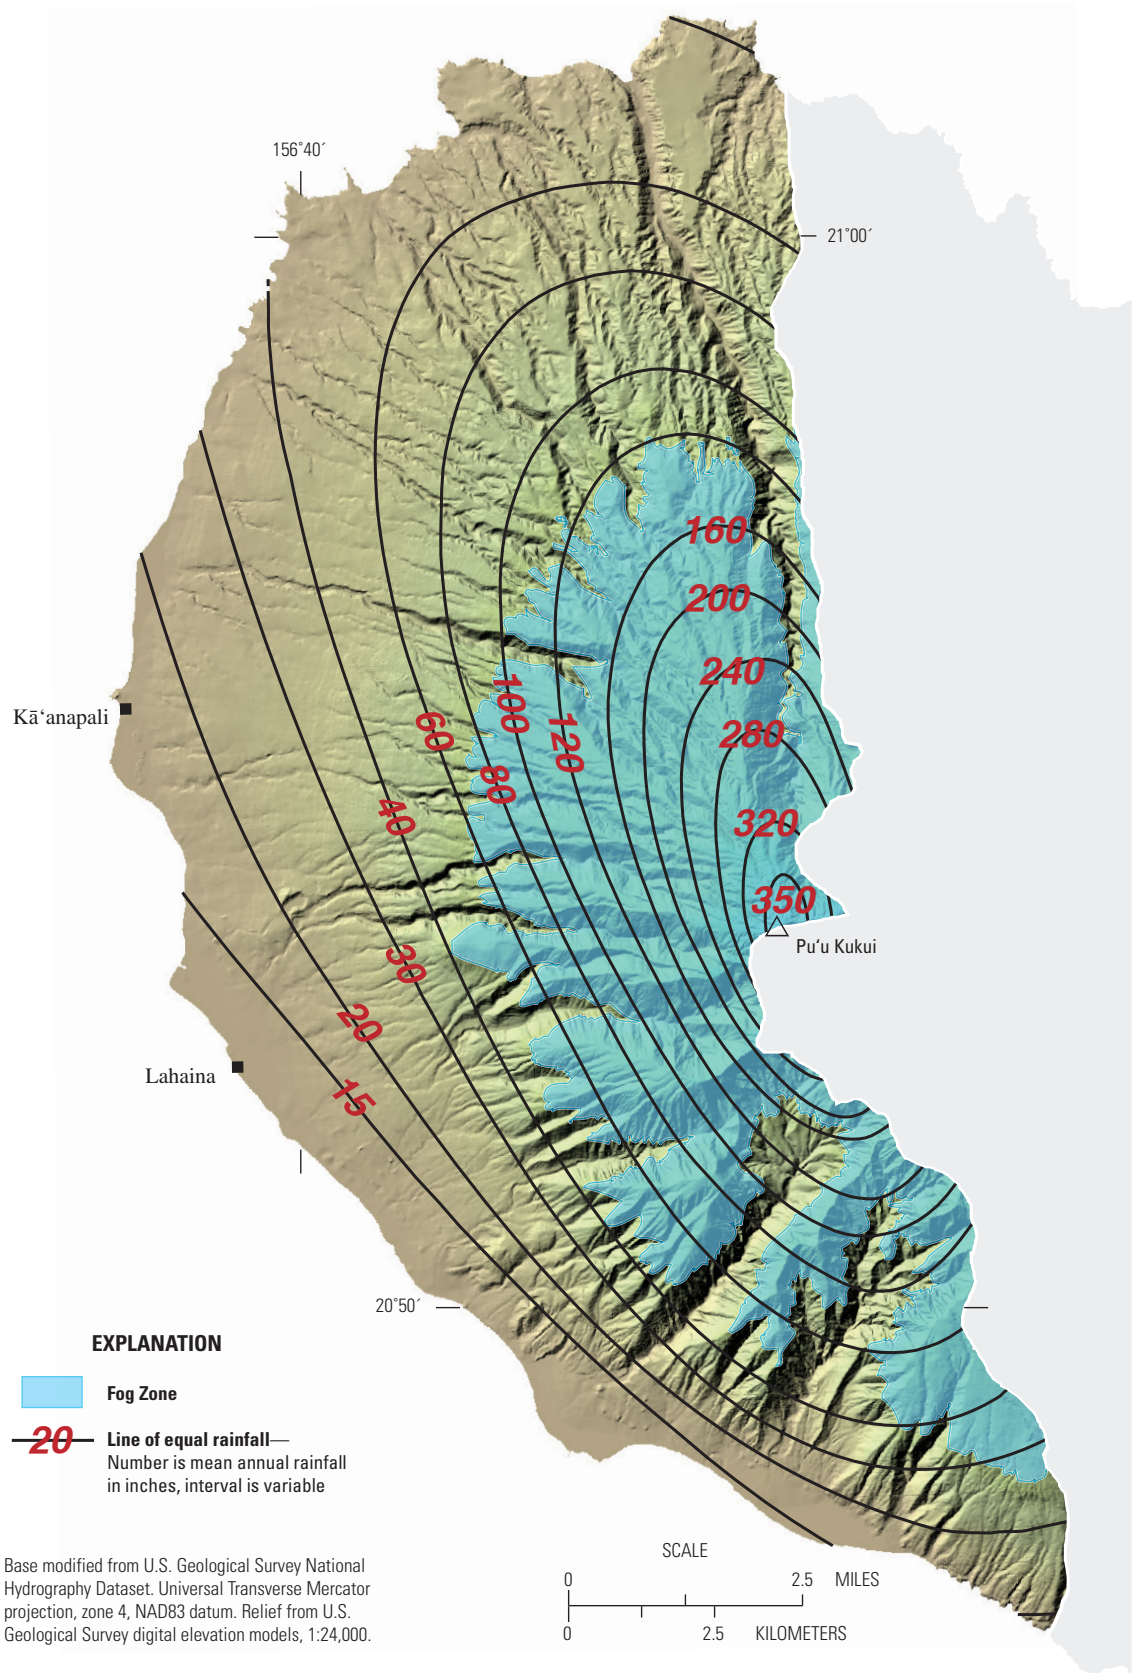 156˚40´
21˚00´
160
200
240
100
60
120
280
80
40
320
350
Kā‘anapali
Pu‘u Kukui
30
20
15
Lahaina
20˚50´
EXPLANATION
Fog Zone
20
Line of equal rainfall—
Number is mean annual rainfall
in inches, interval is variable
Base modified from U.S. Geological Survey National
Hydrography Dataset. Universal Transverse Mercator
projection, zone 4, NAD83 datum. Relief from U.S.
Geological Survey digital elevation models, 1:24,000.
SCALE
0 2.5 MILES
0 2.5 KILOMETERS